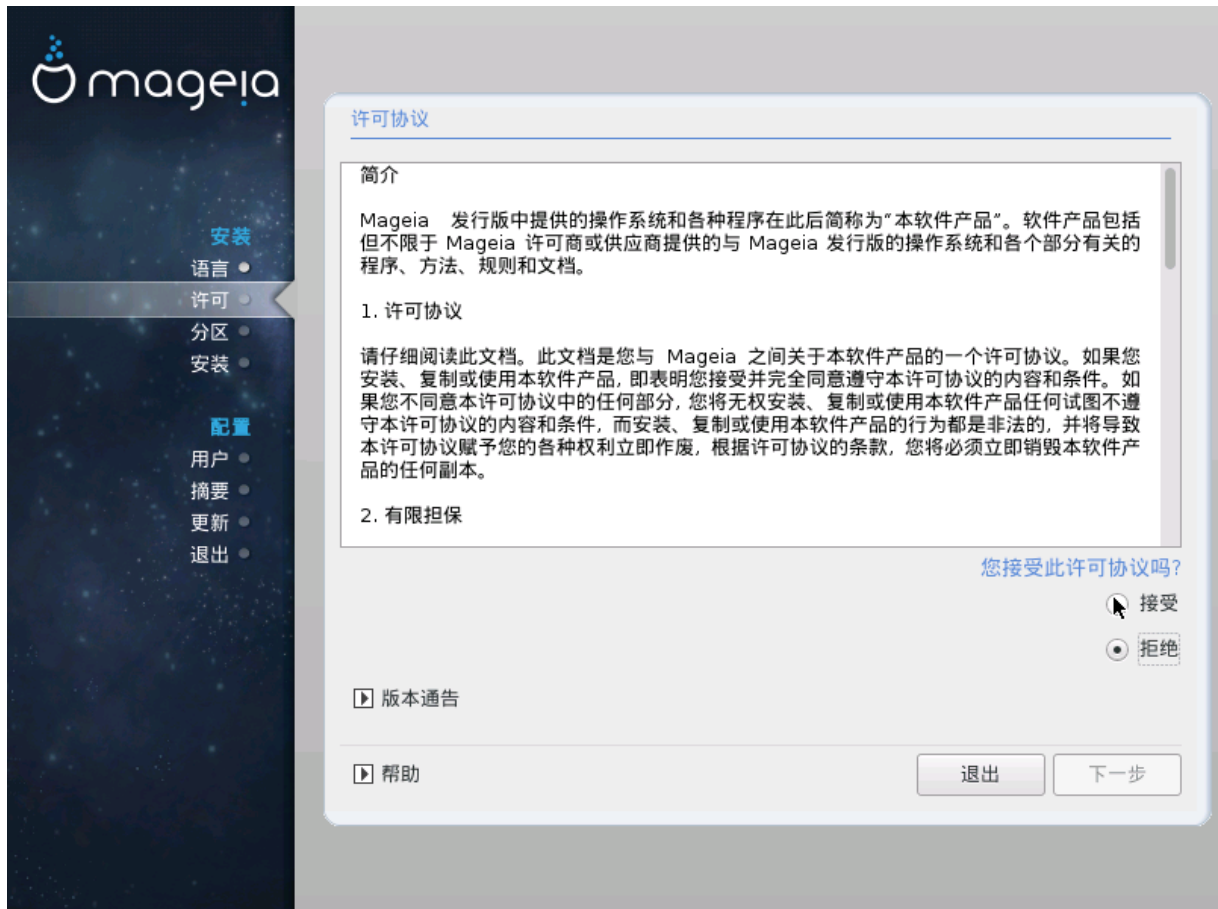 mageia
安装
语言
许可
分区
安装
配置
用户
摘要
更新
退出
许可协议
简介
Mageia 发行版中提供的操作系统和各种程序在此后简称为“本软件产品”。软件产品包括
但不限于 Mageia 许可商或供应商提供的与 Mageia 发行版的操作系统和各个部分有关的
程序、方法、规则和文档。
1. 许可协议
请仔细阅读此文档。此文档是您与 Mageia 之间关于本软件产品的一个许可协议。如果您
安装、复制或使用本软件产品, 即表明您接受并完全同意遵守本许可协议的内容和条件。如
果您不同意本许可协议中的任何部分, 您将无权安装、复制或使用本软件产品任何试图不遵
守本许可协议的内容和条件, 而安装、复制或使用本软件产品的行为都是非法的, 并将导致
本许可协议赋予您的各种权利立即作废, 根据许可协议的条款, 您将必须立即销毁本软件产
品的任何副本。
2. 有限担保
您接受此许可协议吗?
接受
拒绝
版本通告
帮助
退出
下一步